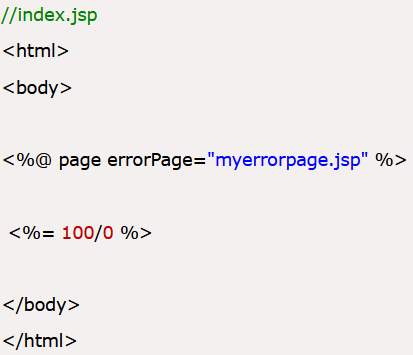 //index.jsp
<html>
<body>
<%@ page errorPage="myerrorpage.jsp" %>
<%= 100/0 %>
</body>
</html>